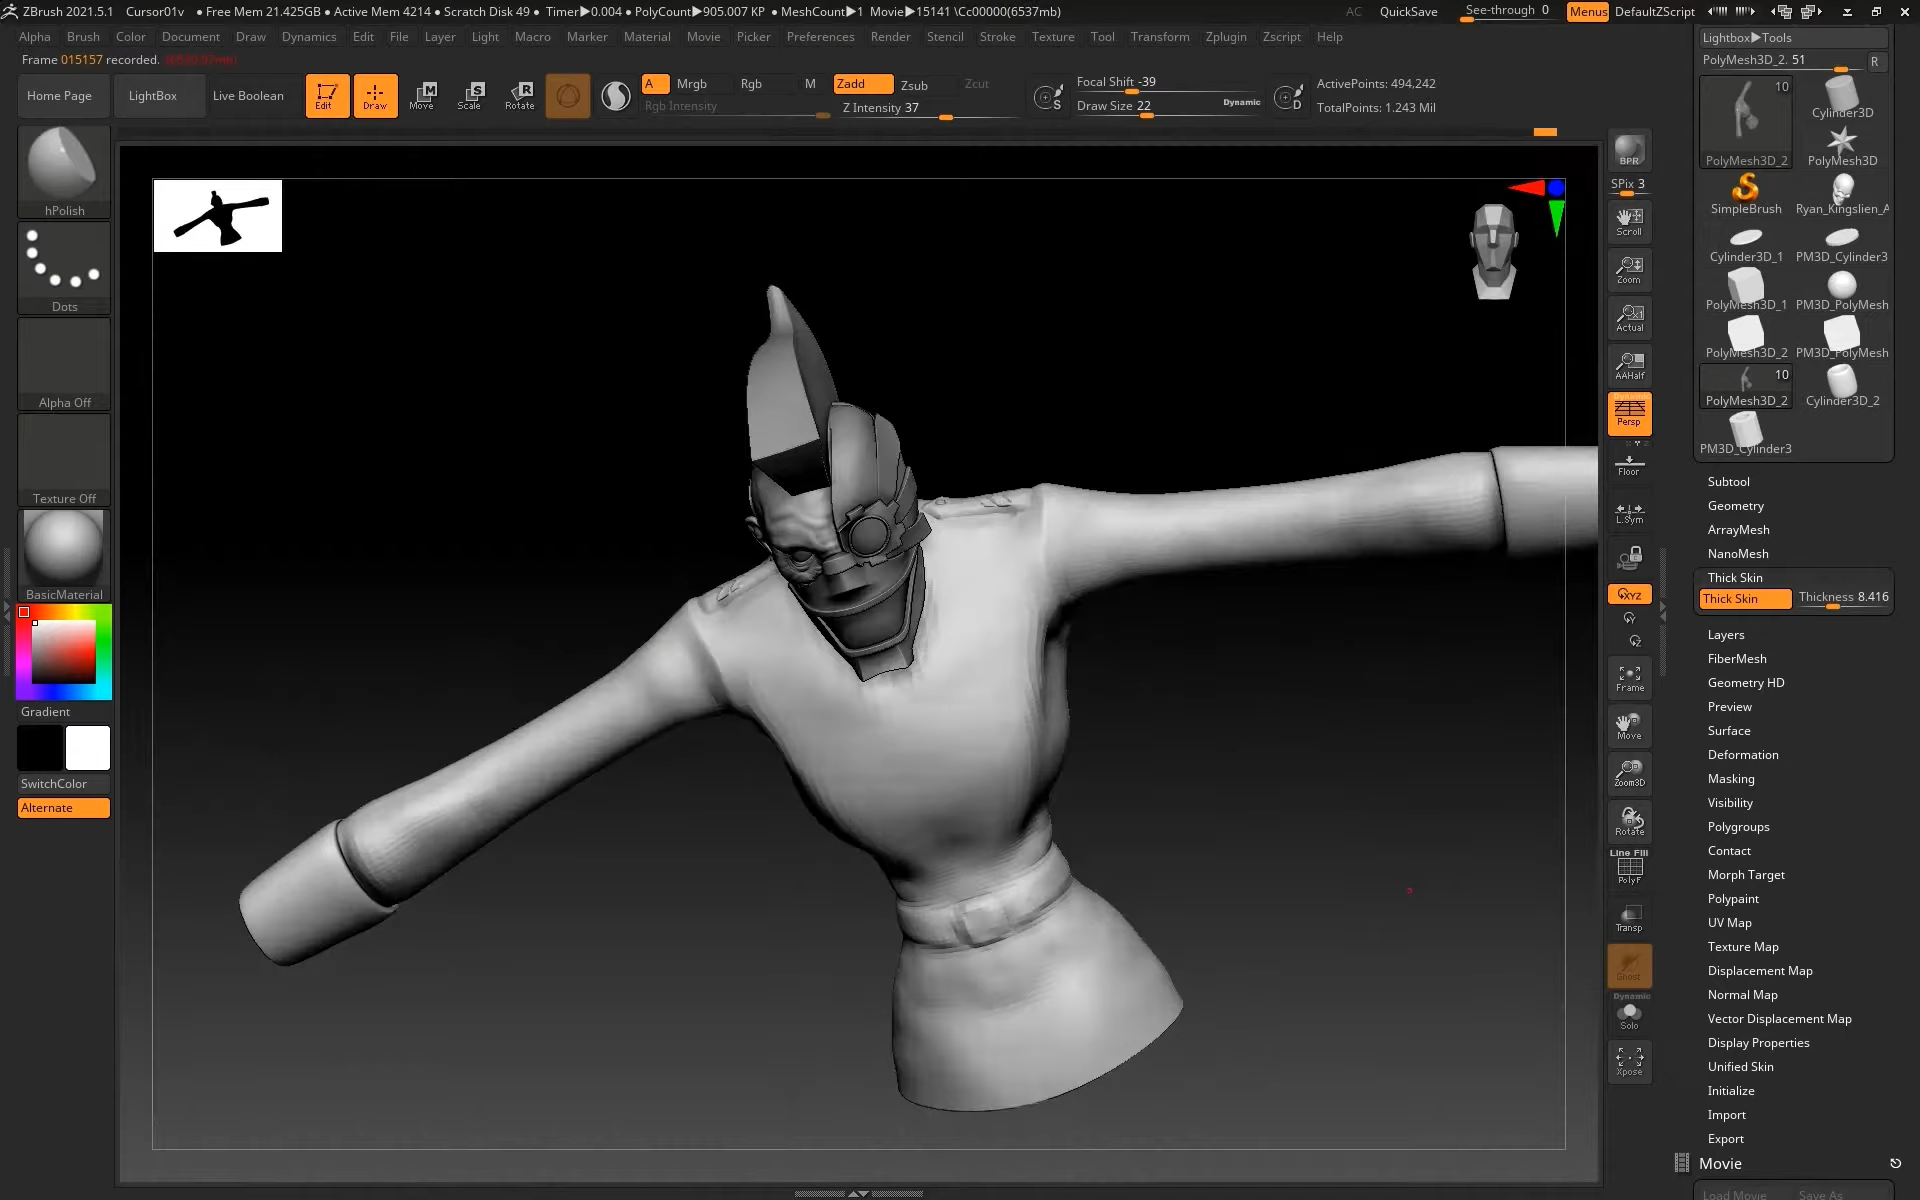 ZBrush 2021.5.1 Cursor01v • Free Mem 21.425GB • Active Mem 4214 • Scratch Disk 49 • Timer▶0.004 • PolyCount▶905.007 KP • MeshCount▶1 Movie▶15141 \Cc00000(6537mb) AC QuickSave See-through 0 Menus DefaultZScript
Alpha Brush Color Document Draw Dynamics Edit File Layer Light Macro Marker Material Movie Picker Preferences Render Stencil Stroke Texture Tool Transform Zplugin Zscript Help
Frame 015157 recorded.
Home Page LightBox Live Boolean Edit Draw Move Scale Rotate
M S R
A Mrgb Rgb M
Rgb Intensity
Zadd Zsub Zcut
Z Intensity 37
S
Focal Shift -39
Draw Size 22 Dynamic
D
ActivePoints: 494,242
TotalPoints: 1.243 Mil
hPolish
Dots
Alpha Off
Texture Off
BasicMaterial
Gradient
SwitchColor
Alternate
BPR
SPix 3
Scroll
Zoom
Actual
AAHalf
Dynamic
Persp
Floor
L.Sym
XYZ
Y
Z
Frame
Move
Zoom3D
Rotate
Line Fill
PolyF
Transp
Ghost
Dynamic
Solo
Xpose
Lightbox▶Tools
PolyMesh3D_2. 51 R
10
Cylinder3D
PolyMesh3D_2 PolyMesh3D
SimpleBrush Ryan_Kingslien_A
Cylinder3D_1 PM3D_Cylinder3
PolyMesh3D_1 PM3D_PolyMesh
PolyMesh3D_2 PM3D_PolyMesh
10
PolyMesh3D_2 Cylinder3D_2
PM3D_Cylinder3
Subtool
Geometry
ArrayMesh
NanoMesh
Thick Skin
Thick Skin Thickness 8.416
Layers
FiberMesh
Geometry HD
Preview
Surface
Deformation
Masking
Visibility
Polygroups
Contact
Morph Target
Polypaint
UV Map
Texture Map
Displacement Map
Normal Map
Vector Displacement Map
Display Properties
Unified Skin
Initialize
Import
Export
Movie
Load Movie Save As